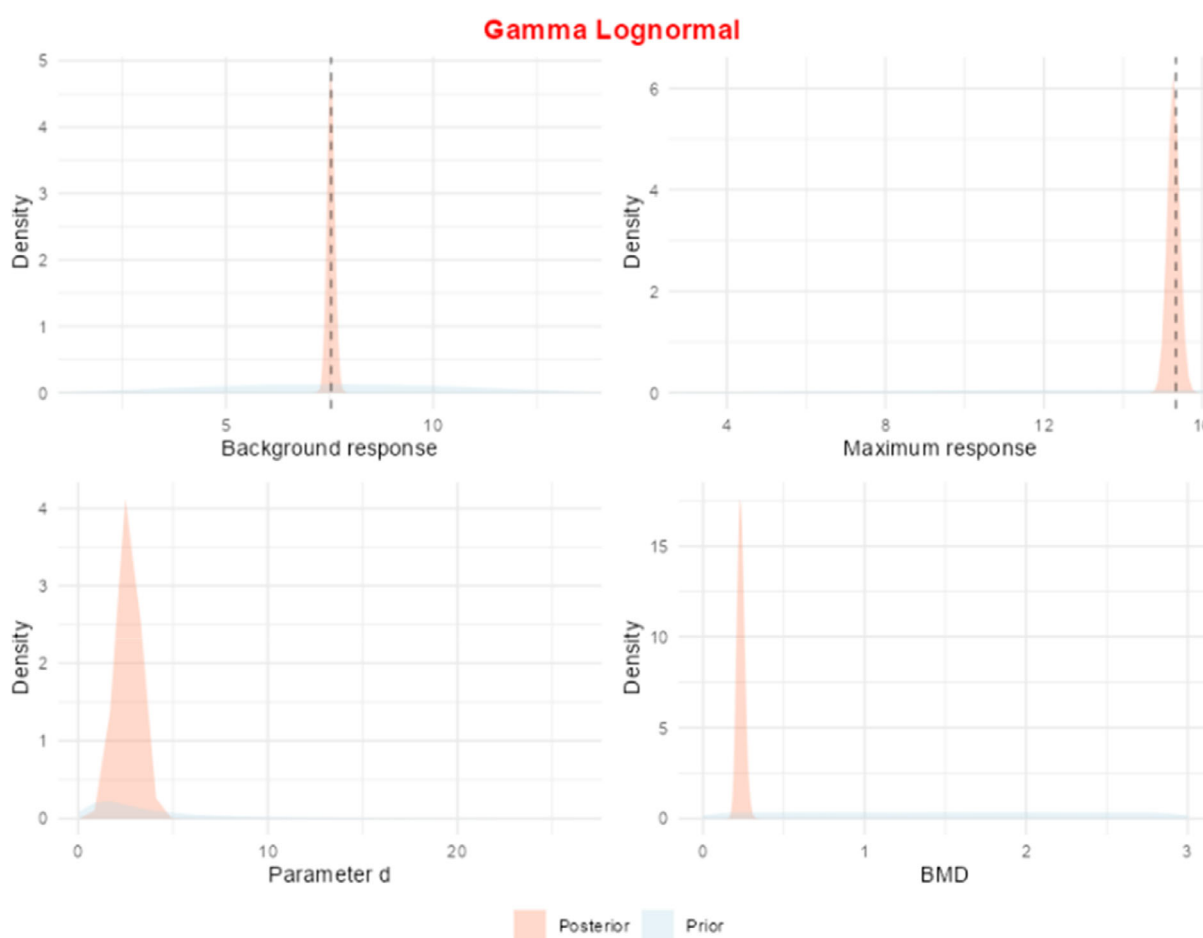 Gamma Lognormal
5
4
3
2
1
0
Density
5 10
Background response
6
4
2
0
Density
4 8 12
Maximum response
4
3
2
1
0
Density
0 10 20
Parameter d
15
10
5
0
Density
0 1 2 3
BMD
Posterior Prior